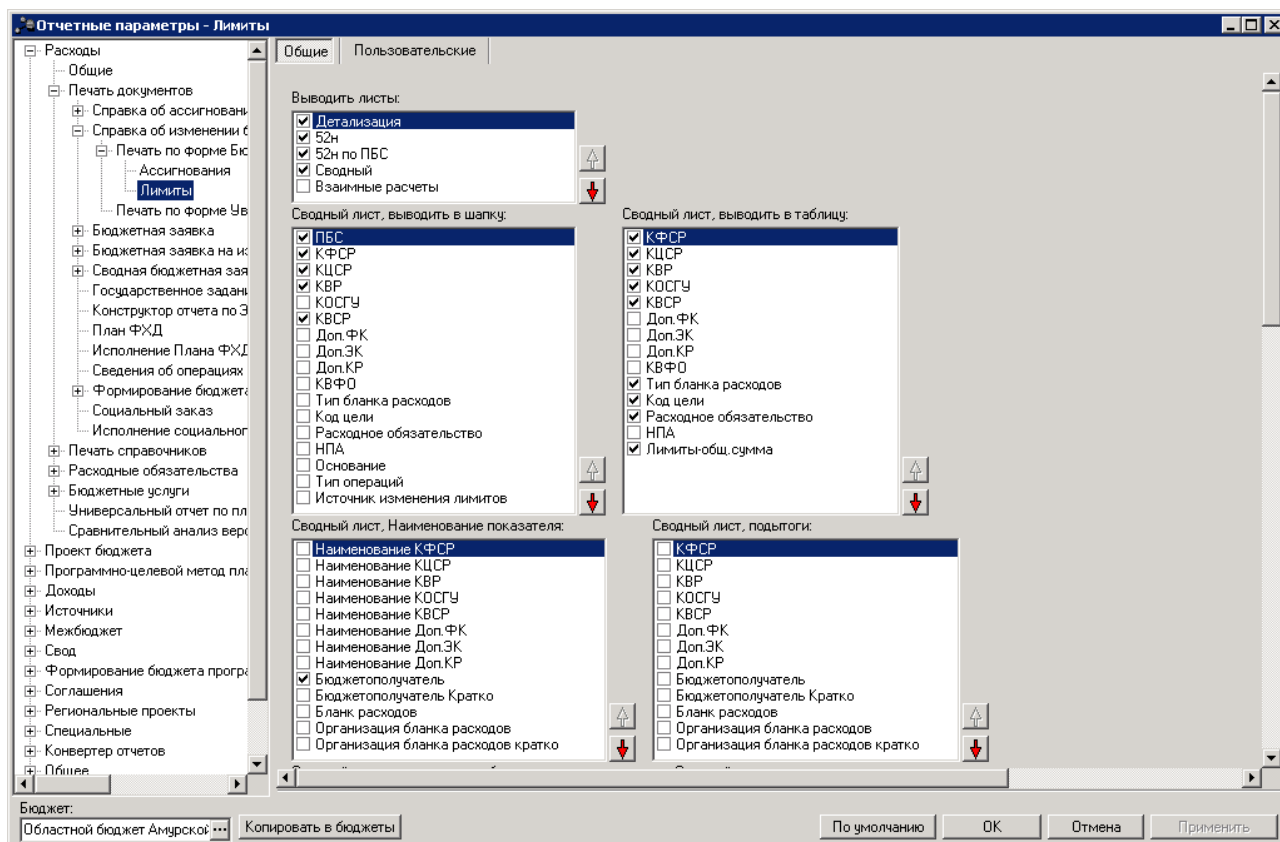 Отчетные параметры - Лимиты
Расходы
Общие
Печать документов
Справка об ассигновани
Справка об изменении б
Печать по форме Бю
Ассигнования
Лимиты
Печать по форме Ув
Бюджетная заявка
Бюджетная заявка на из
Сводная бюджетная зая
Государственное задани
Конструктор отчета по Э
План ФХД
Исполнение Плана ФХД
Сведения об операциях
Формирование бюджета
Социальный заказ
Исполнение социальног
Печать справочников
Расходные обязательства
Бюджетные услуги
Универсальный отчет по пл
Сравнительный анализ верс
Проект бюджета
Программно-целевой метод пла
Доходы
Источники
Межбюджет
Свод
Формирование бюджета програ
Соглашения
Региональные проекты
Специальные
Конвертер отчетов
Общее
Общие
Пользовательские
Выводить листы:
Детализация
52н
52н по ПБС
Сводный
Взаимные расчеты
Сводный лист, выводить в шапку:
ПБС
КФСР
КЦСР
КВР
КОСГУ
КВСР
Доп.ФК
Доп.ЭК
Доп.КР
КВФО
Тип бланка расходов
Код цели
Расходное обязательство
НПА
Основание
Тип операций
Источник изменения лимитов
Сводный лист, выводить в таблицу:
КФСР
КЦСР
КВР
КОСГУ
КВСР
Доп.ФК
Доп.ЭК
Доп.КР
КВФО
Тип бланка расходов
Код цели
Расходное обязательство
НПА
Лимиты-общ.сумма
Сводный лист, Наименование показателя:
Наименование КФСР
Наименование КЦСР
Наименование КВР
Наименование КОСГУ
Наименование КВСР
Наименование Доп.ФК
Наименование Доп.ЭК
Наименование Доп.КР
Бюджетополучатель
Бюджетополучатель Кратко
Бланк расходов
Организация бланка расходов
Организация бланка расходов кратко
Сводный лист, подытоги:
КФСР
КЦСР
КВР
КОСГУ
КВСР
Доп.ФК
Доп.ЭК
Доп.КР
Бюджетополучатель
Бюджетополучатель Кратко
Бланк расходов
Организация бланка расходов
Организация бланка расходов кратко
Бюджет:
Областной бюджет Амурской ...
Копировать в бюджеты
По умолчанию
OK
Отмена
Применить